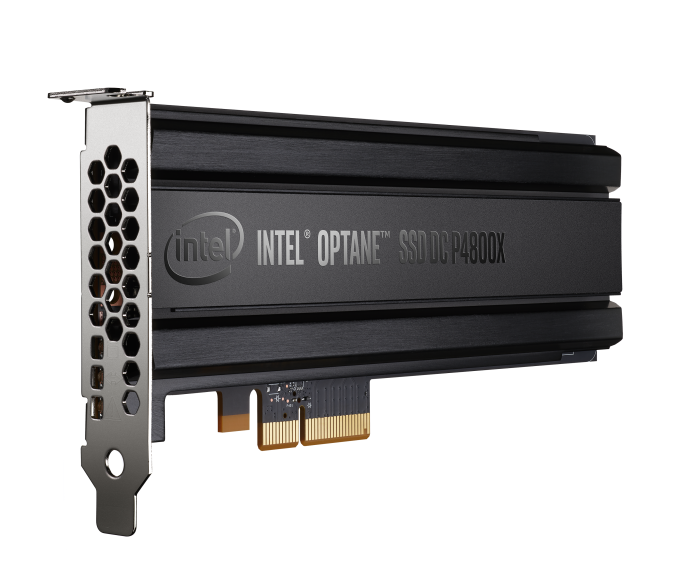 intel INTEL® OPTANE™ SSD DC P4800X